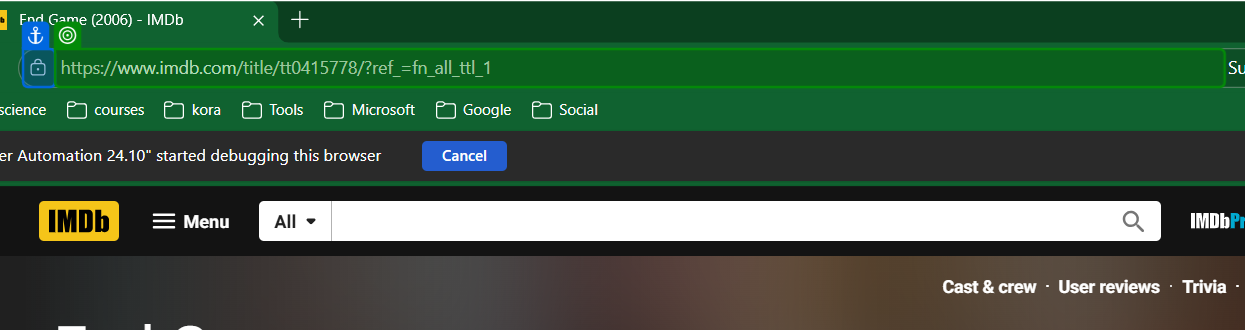 End Game (2006) - IMDb
https://www.imdb.com/title/tt0415778/?ref_=fn_all_ttl_1
Su
science courses kora Tools Microsoft Google Social
er Automation 24.10" started debugging this browser Cancel
IMDb Menu All IMDbPr
Cast & crew · User reviews · Trivia ·